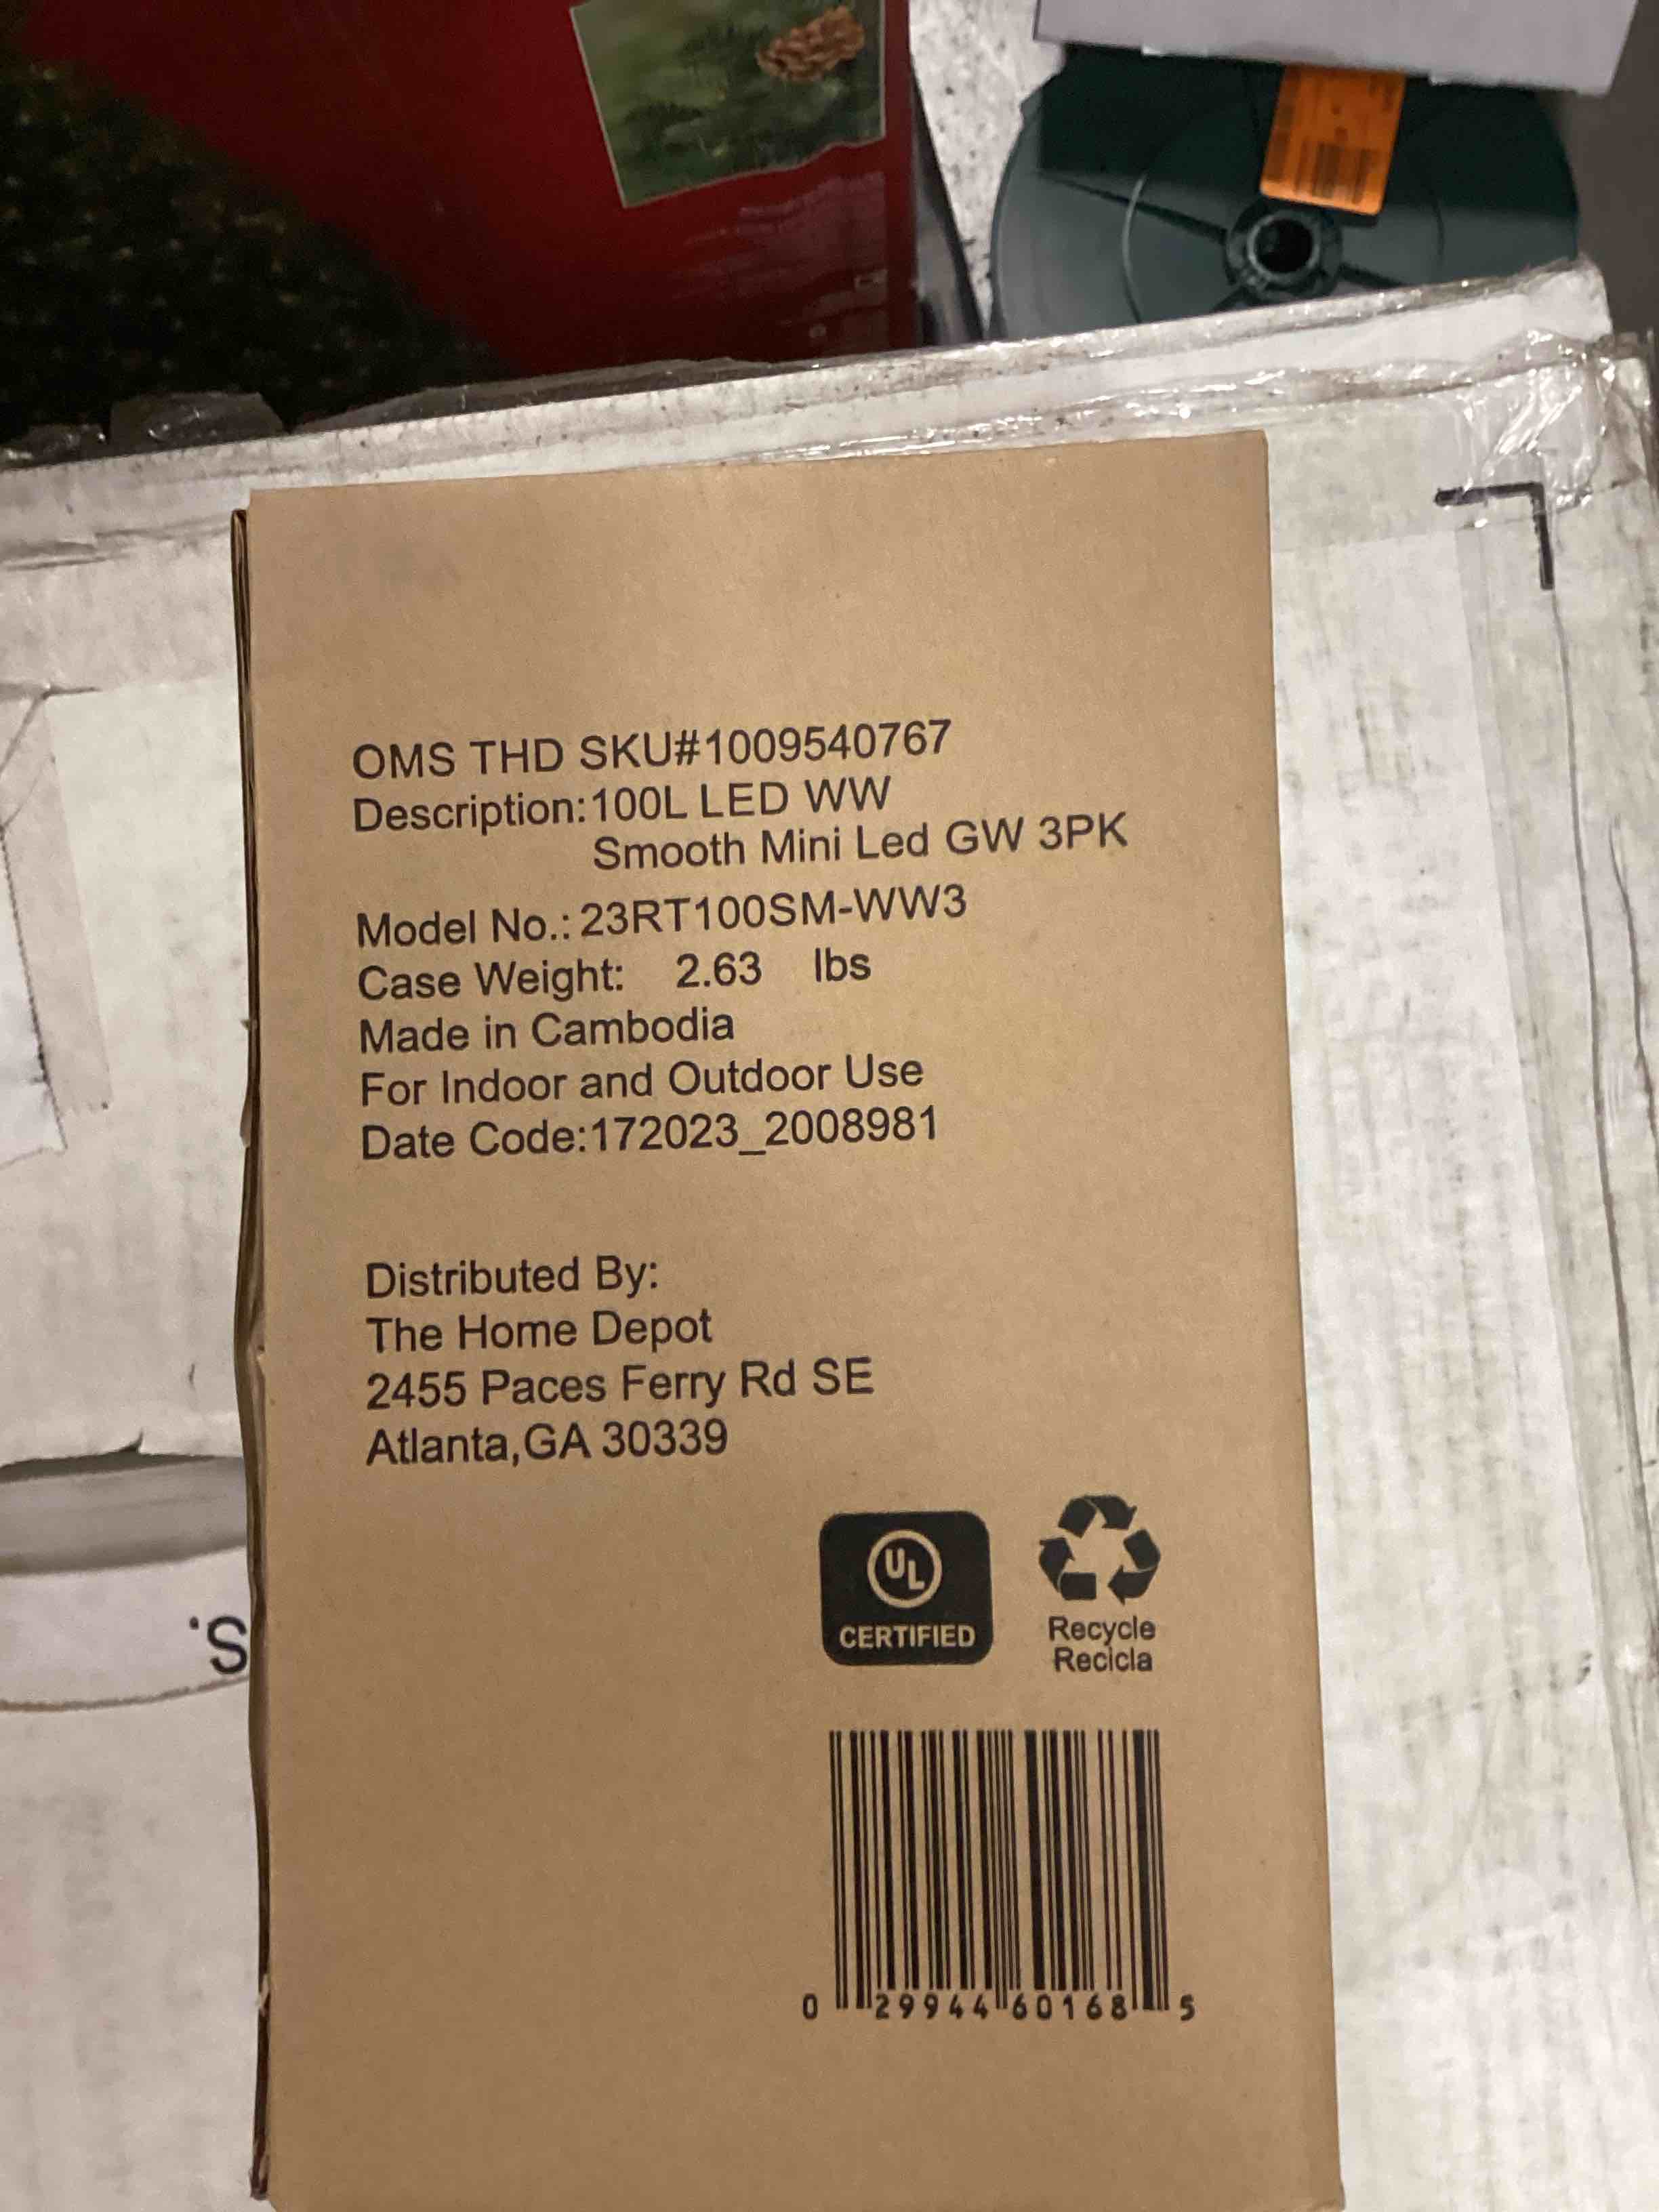 OMS THD SKU#1009540767
Description:100L LED WW
Smooth Mini Led GW 3PK
Model No.: 23RT100SM-WW3
Case Weight: 2.63 lbs
Made in Cambodia
For Indoor and Outdoor Use
Date Code:172023_2008981
Distributed By:
The Home Depot
2455 Paces Ferry Rd SE
Atlanta,GA 30339
UL
CERTIFIED
Recycle
Recicla
0 29944 60168 5